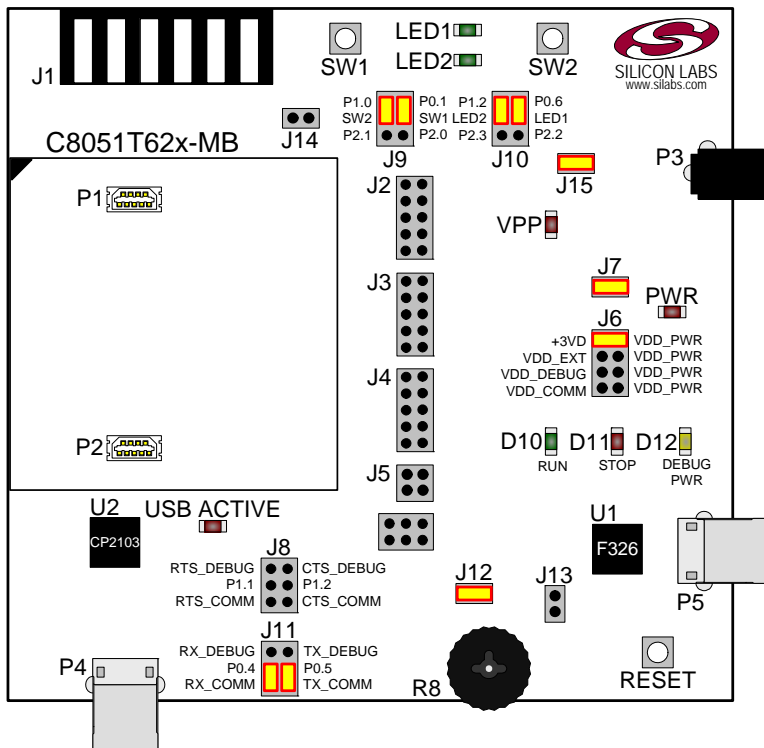 J1
SW1
LED1
LED2
SW2
SILICON LABS
www.silabs.com
J14
P1.0 P0.1
SW2 SW1
P2.1 P2.0
J9
P1.2 P0.6
LED2 LED1
P2.3 P2.2
J10
C8051T62x-MB
P3
J15
P1
J2
VPP
J3
J7
PWR
J6
+3VD VDD_PWR
VDD_EXT VDD_PWR
VDD_DEBUG VDD_PWR
VDD_COMM VDD_PWR
J4
P2
D10
RUN
D11
STOP
D12
DEBUG
PWR
J5
U2
CP2103
USB ACTIVE
U1
F326
J8
RTS_DEBUG CTS_DEBUG
P1.1 P1.2
RTS_COMM CTS_COMM
J12
J13
P5
J11
RX_DEBUG TX_DEBUG
P0.4 P0.5
RX_COMM TX_COMM
P4
R8
RESET